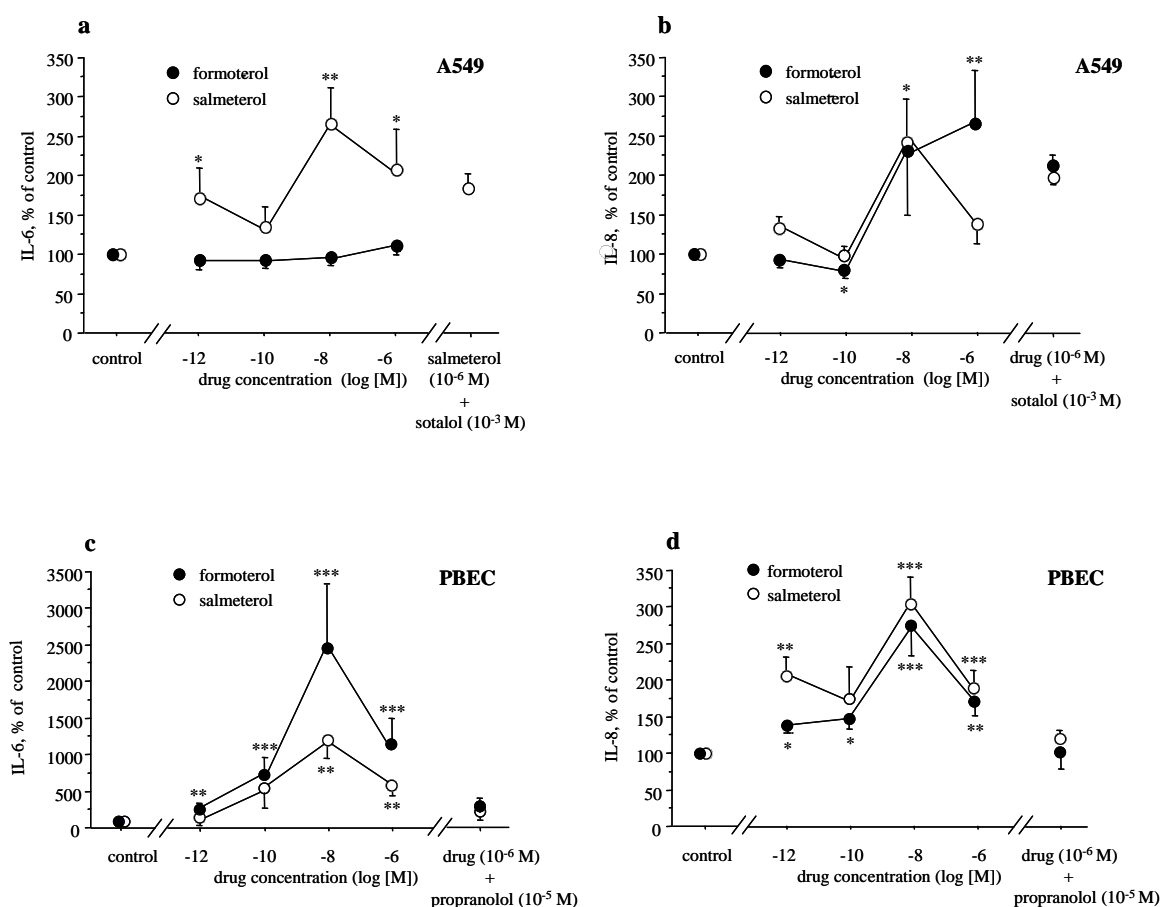 a
350
300
250
200
150
100
50
0
IL-6, % of control
formoterol
salmeterol
A549
*
**
*
control
-12
-10
-8
-6
drug concentration (log [M])
salmeterol
(10-6 M)
+
sotalol (10-3 M)
b
350
300
250
200
150
100
50
0
IL-8, % of control
formoterol
salmeterol
A549
*
*
**
control
-12
-10
-8
-6
drug concentration (log [M])
drug (10-6 M)
+
sotalol (10-3 M)
c
3500
3000
2500
2000
1500
1000
500
0
IL-6, % of control
formoterol
salmeterol
PBEC
**
***
***
**
***
**
control
-12
-10
-8
-6
drug concentration (log [M])
drug (10-6 M)
+
propranolol (10-5 M)
d
350
300
250
200
150
100
50
0
IL-8, % of control
formoterol
salmeterol
PBEC
**
*
*
***
***
***
**
control
-12
-10
-8
-6
drug concentration (log [M])
drug (10-6 M)
+
propranolol (10-5 M)